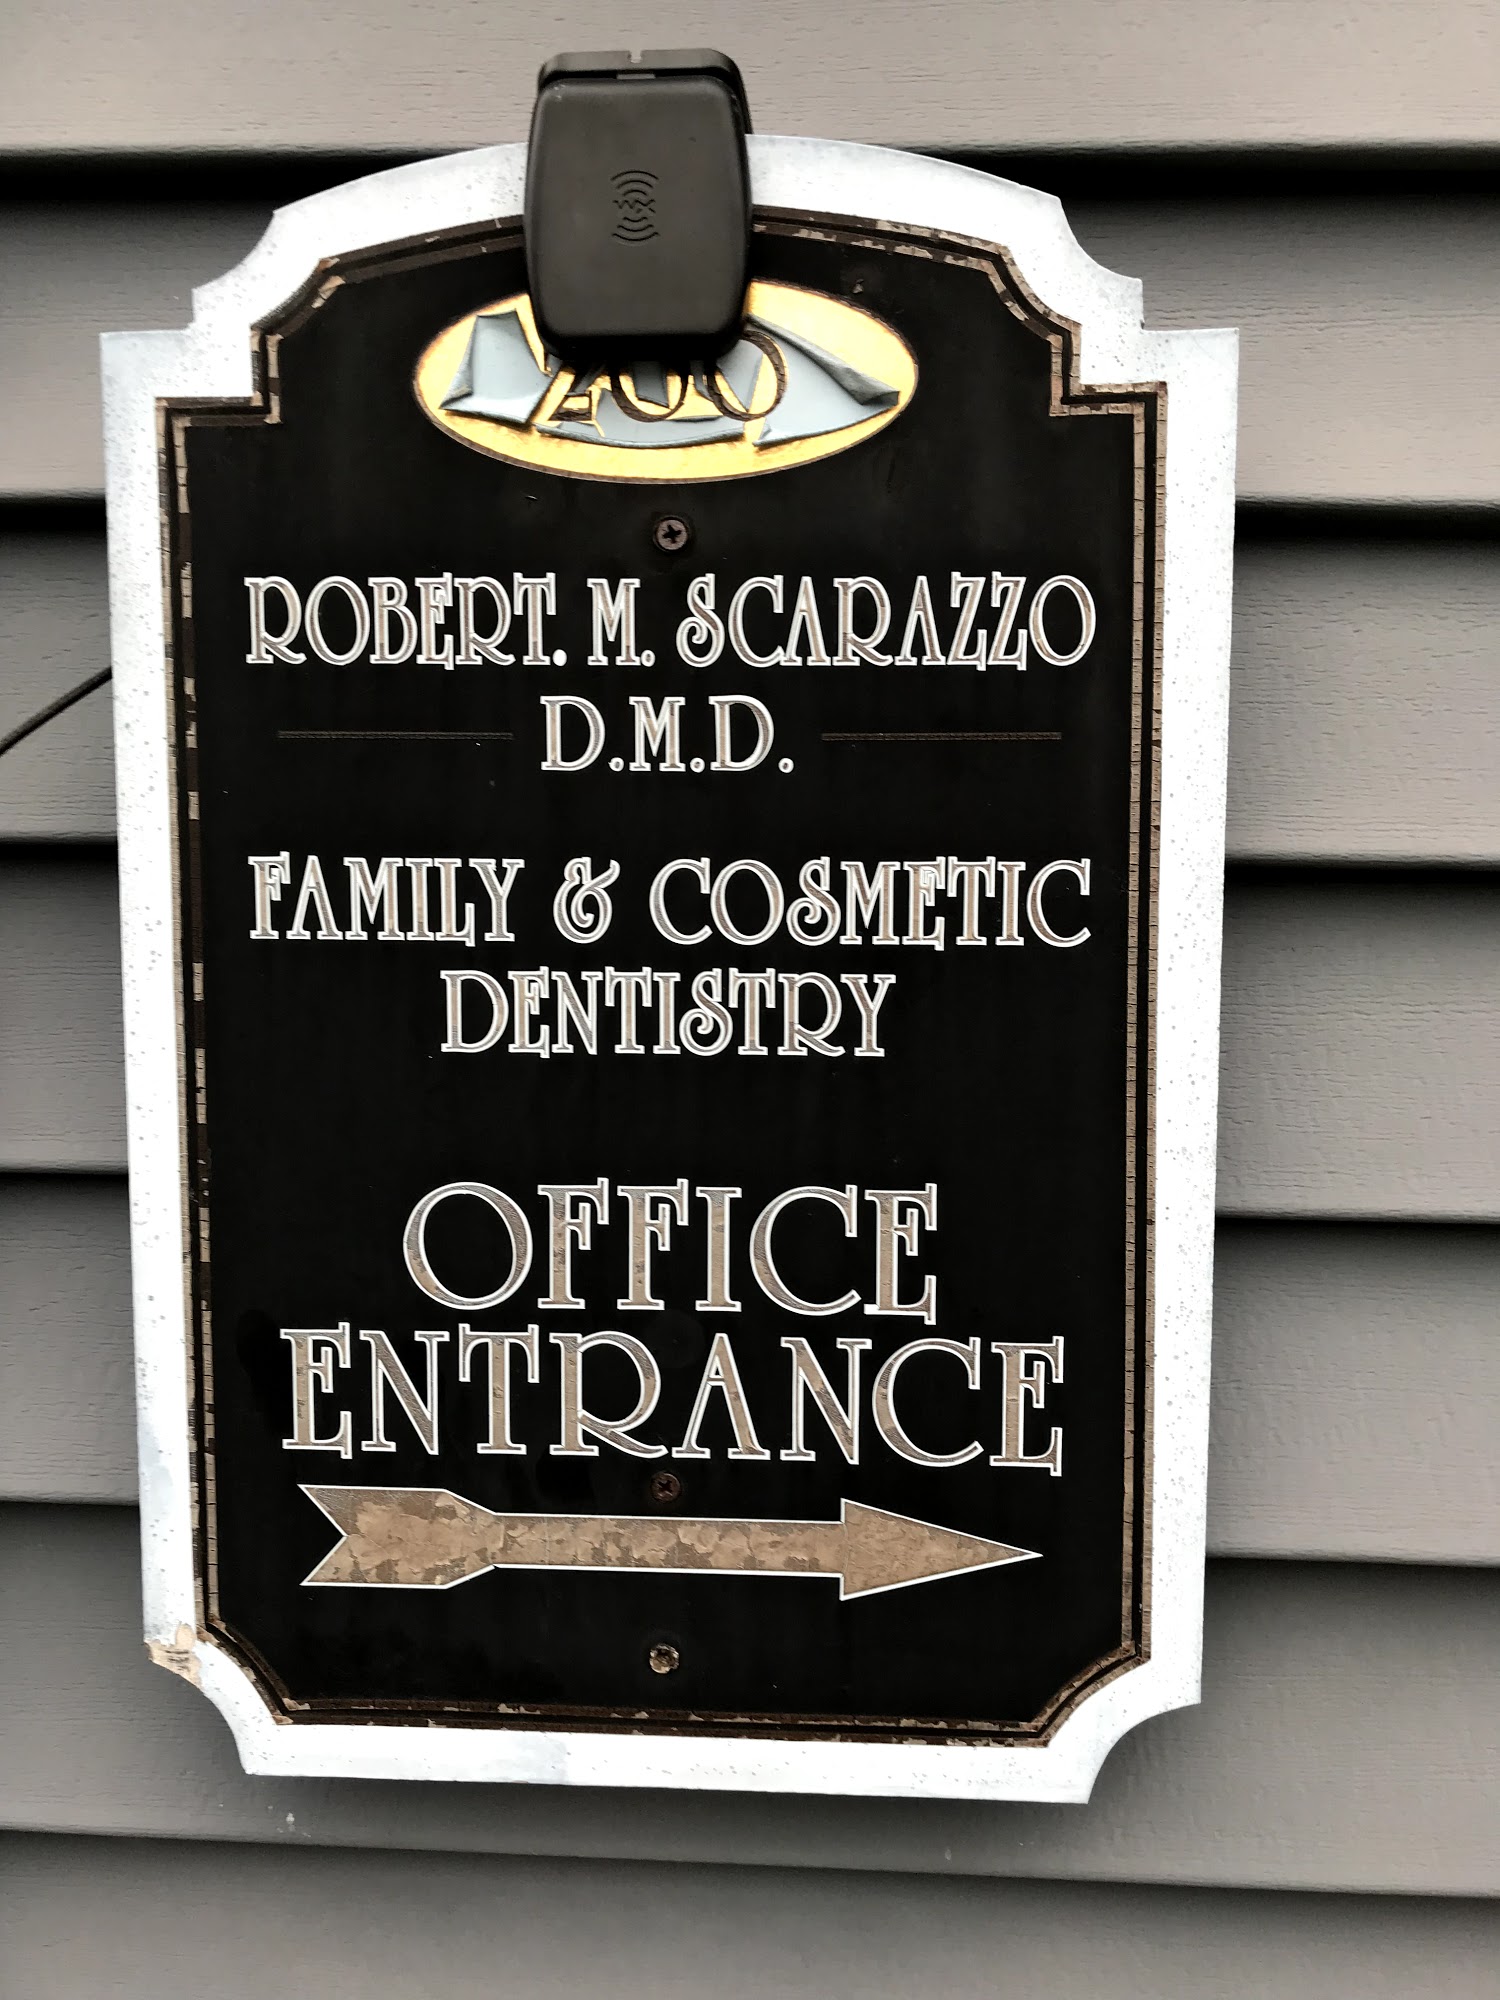 ROBERT. M. SCARAZZO
D.M.D.
FAMILY & COSMETIC
DENTISTRY
OFFICE
ENTRANCE